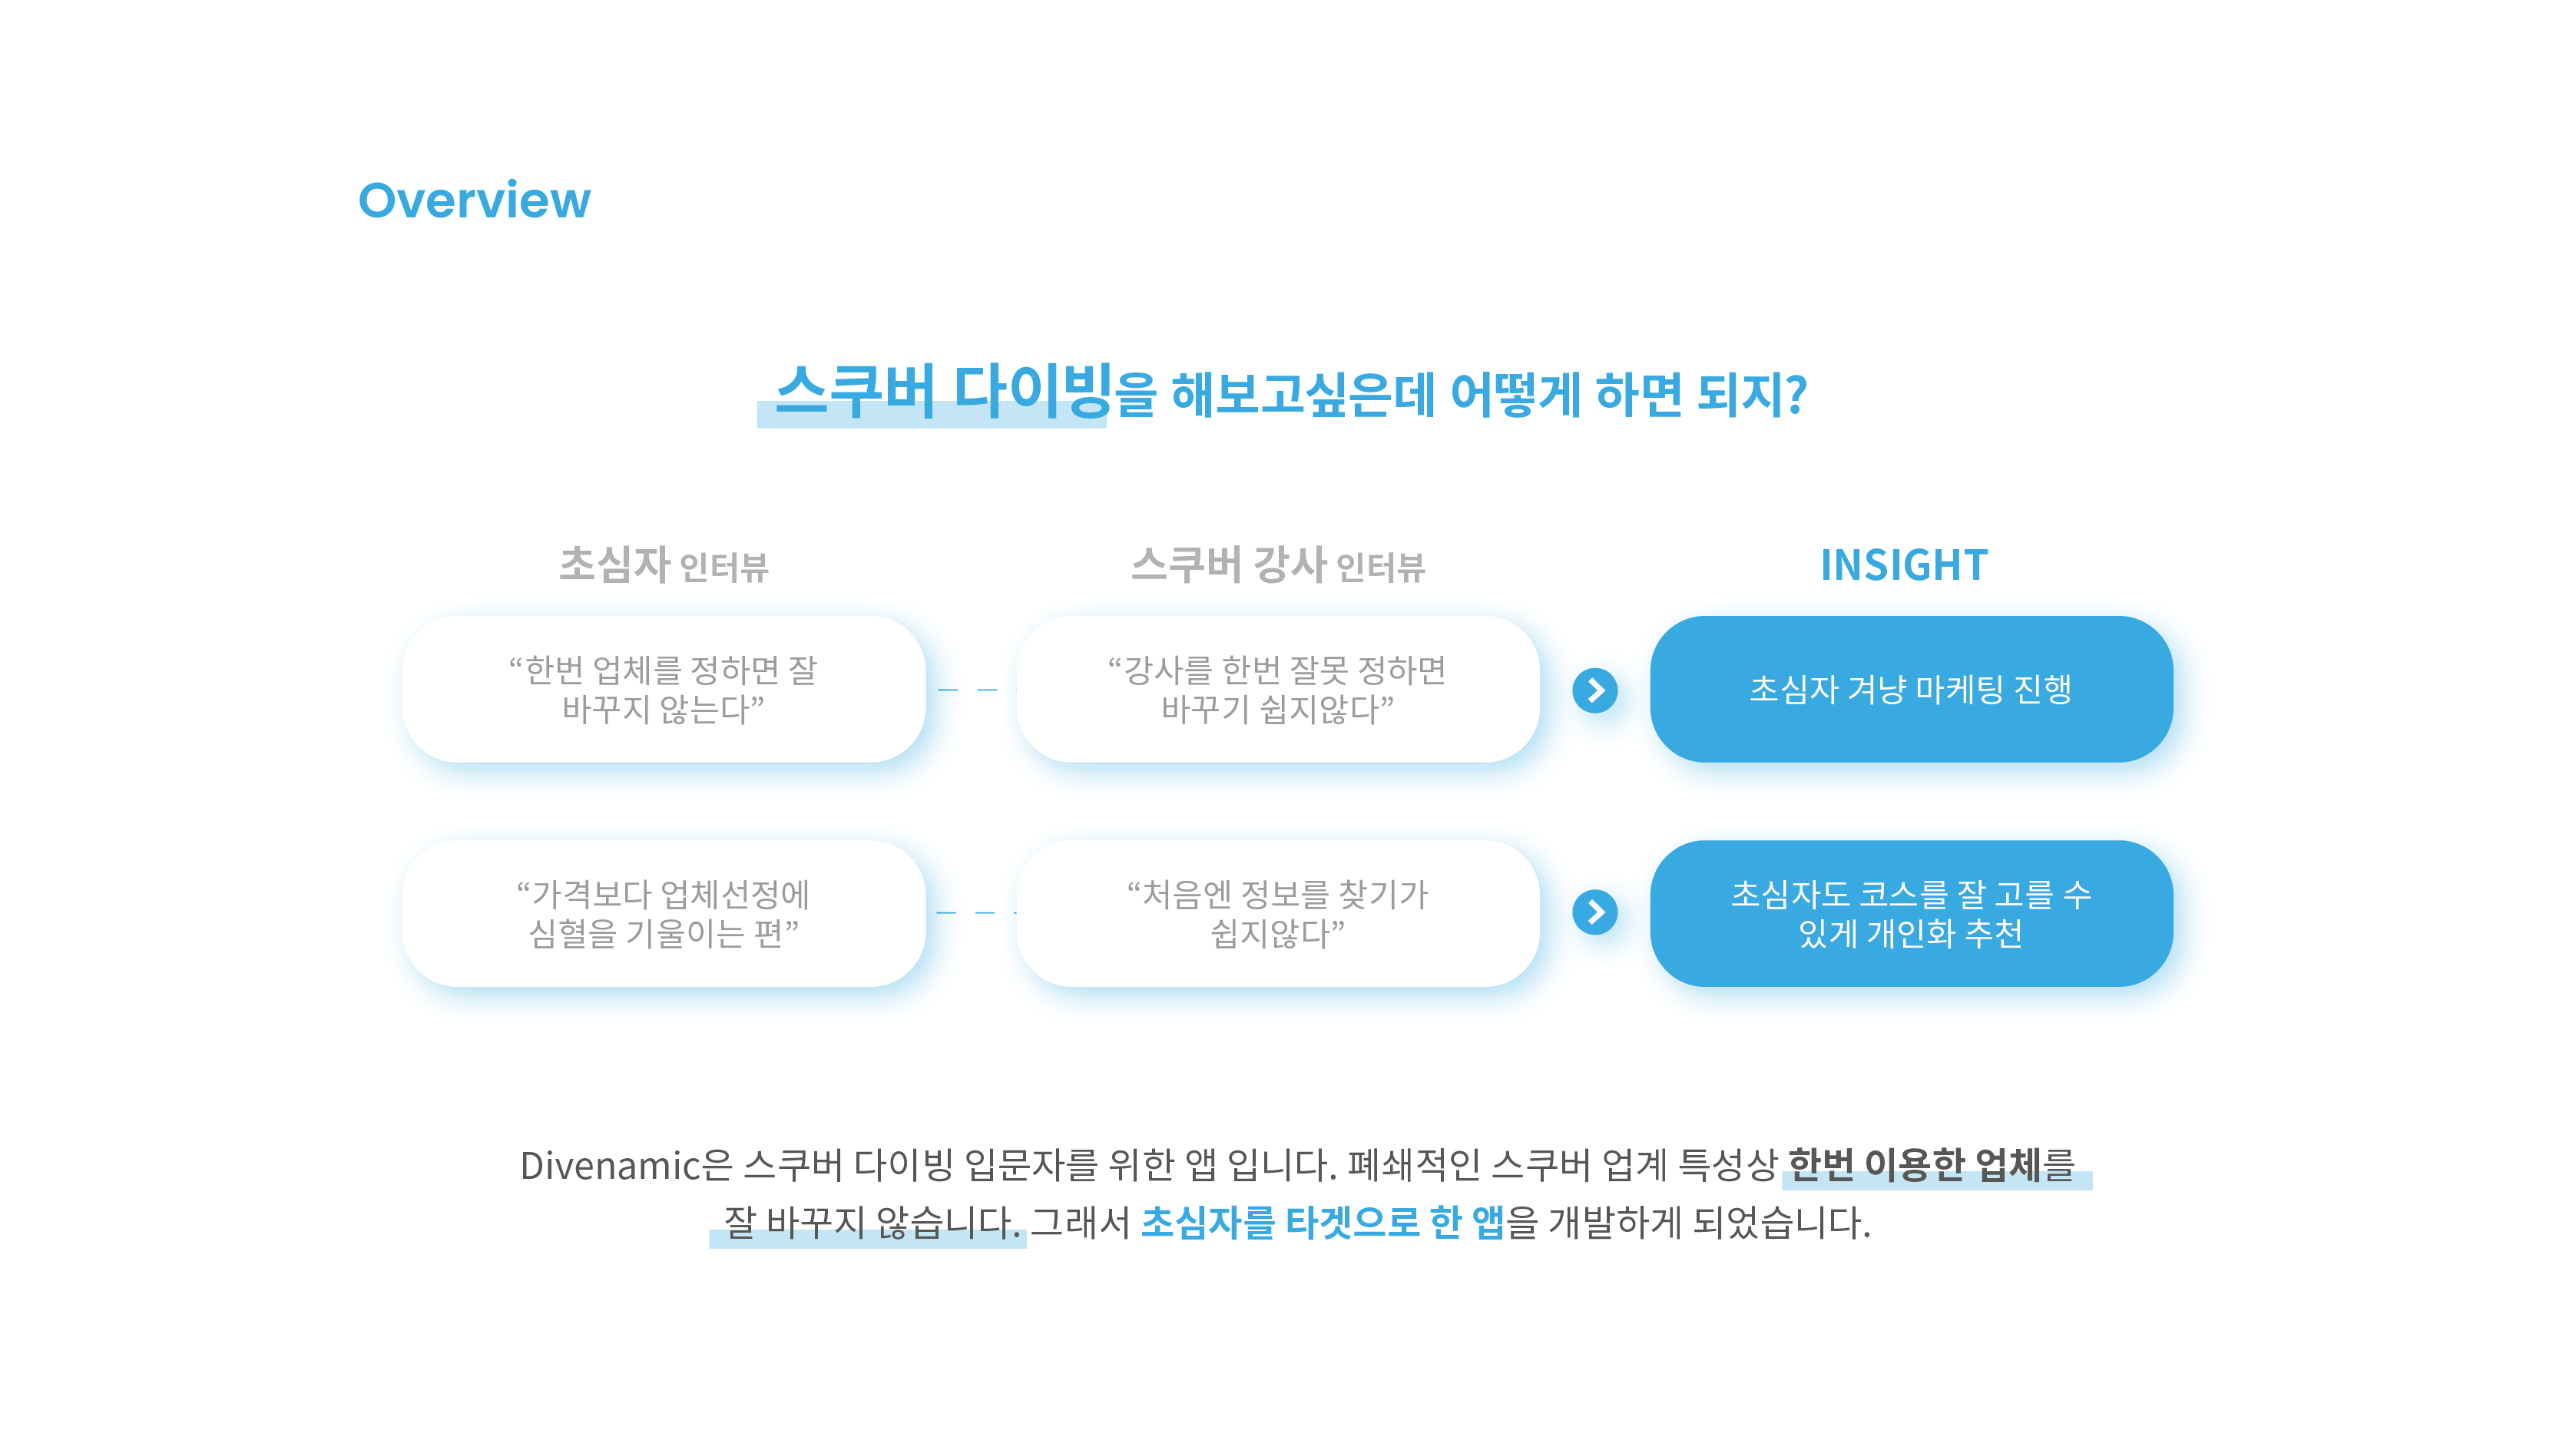 Overview
스쿠버 다이빙을 해보고싶은데 어떻게 하면 되지?
초심자 인터뷰
스쿠버 강사 인터뷰
INSIGHT
“한번 업체를 정하면 잘
바꾸지 않는다”
“강사를 한번 잘못 정하면
바꾸기 쉽지않다”
초심자 겨냥 마케팅 진행
“가격보다 업체선정에
심혈을 기울이는 편”
“처음엔 정보를 찾기가
쉽지않다”
초심자도 코스를 잘 고를 수
있게 개인화 추천
Divenamic은 스쿠버 다이빙 입문자를 위한 앱 입니다. 폐쇄적인 스쿠버 업계 특성상 한번 이용한 업체를
잘 바꾸지 않습니다. 그래서 초심자를 타겟으로 한 앱을 개발하게 되었습니다.